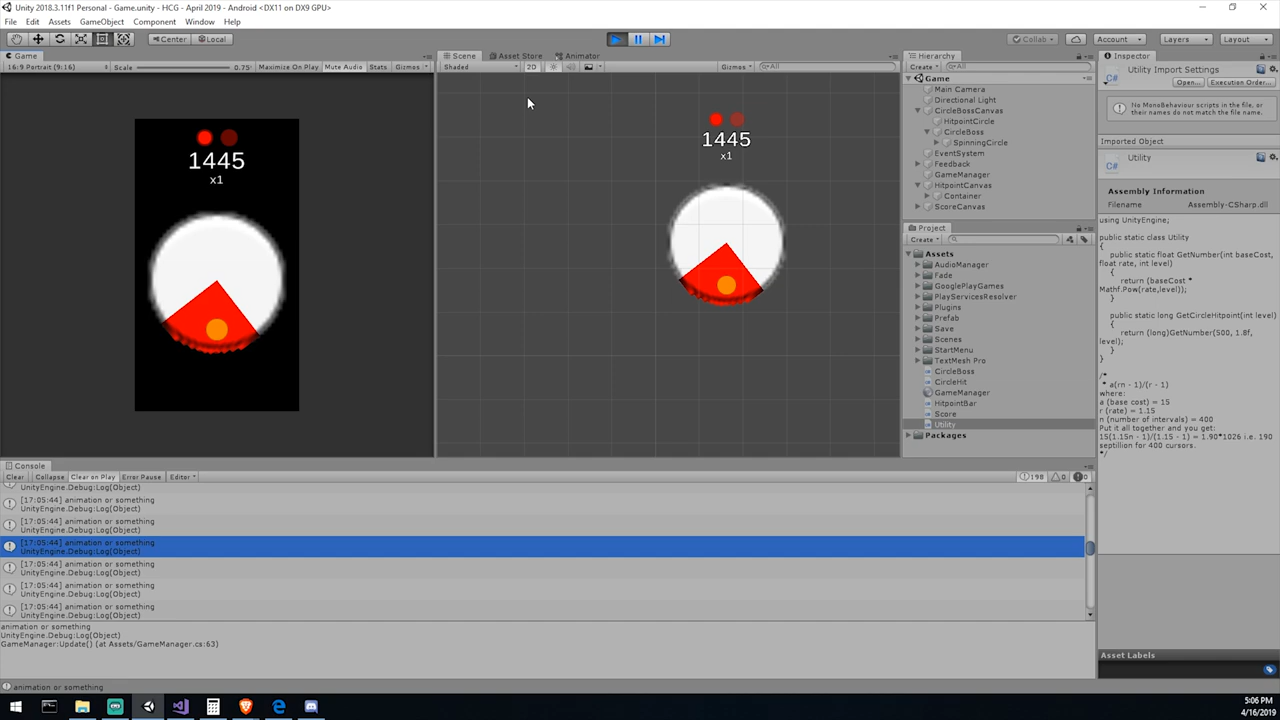 Unity 2018.3.11f1 Personal - Game.unity - HCG - April 2019 - Android <DX11 on DX9 GPU>
File Edit Assets GameObject Component Window Help
Center Local Collab Account Layers Layout
Game
16:9 Portrait (9:16) Scale 0.75 Maximize On Play Mute Audio Stats Gizmos
1445
x1
Scene Asset Store Animator
Shaded 2D Gizmos All
1445
x1
Hierarchy
Create All
Game
Main Camera
Directional Light
CircleBossCanvas
HitpointCircle
CircleBoss
SpinningCircle
EventSystem
Feedback
GameManager
HitpointCanvas
Container
ScoreCanvas
Project
Create
Assets
AudioManager
Fade
GooglePlayGames
PlayServicesResolver
Plugins
Prefab
Save
Scenes
StartMenu
TextMesh Pro
CircleBoss
CircleHit
GameManager
HitpointBar
Score
Utility
Packages
Inspector
Utility Import Settings
Open... Execution Order...
No MonoBehaviour scripts in the file, or
their names do not match the file name.
Imported Object
Utility
Assembly Information
Filename Assembly-CSharp.dll
using UnityEngine;
public static class Utility
{
public static float GetNumber(int baseCost,
float rate, int level)
{
return (baseCost *
Mathf.Pow(rate,level));
}
public static long GetCircleHitpoint(int level)
{
return (long)GetNumber(500, 1.8f,
level);
}
}
/*
* a(rn - 1)/(r - 1)
where:
a (base cost) = 15
r (rate) = 1.15
n (number of intervals) = 400
Put it all together and you get:
15(1.15n - 1)/(1.15 - 1) = 1.90*1026 i.e. 190
septillion for 400 cursors.
*/
Asset Labels
Console
Clear Collapse Clear on Play Error Pause Editor 198 0 0
UnityEngine.Debug:Log(Object)
[17:05:44] animation or something
UnityEngine.Debug:Log(Object)
[17:05:44] animation or something
UnityEngine.Debug:Log(Object)
[17:05:44] animation or something
UnityEngine.Debug:Log(Object)
[17:05:44] animation or something
UnityEngine.Debug:Log(Object)
[17:05:44] animation or something
UnityEngine.Debug:Log(Object)
[17:05:44] animation or something
UnityEngine.Debug:Log(Object)
animation or something
UnityEngine.Debug:Log(Object)
GameManager:Update() (at Assets/GameManager.cs:63)
animation or something
5:06 PM
4/16/2019